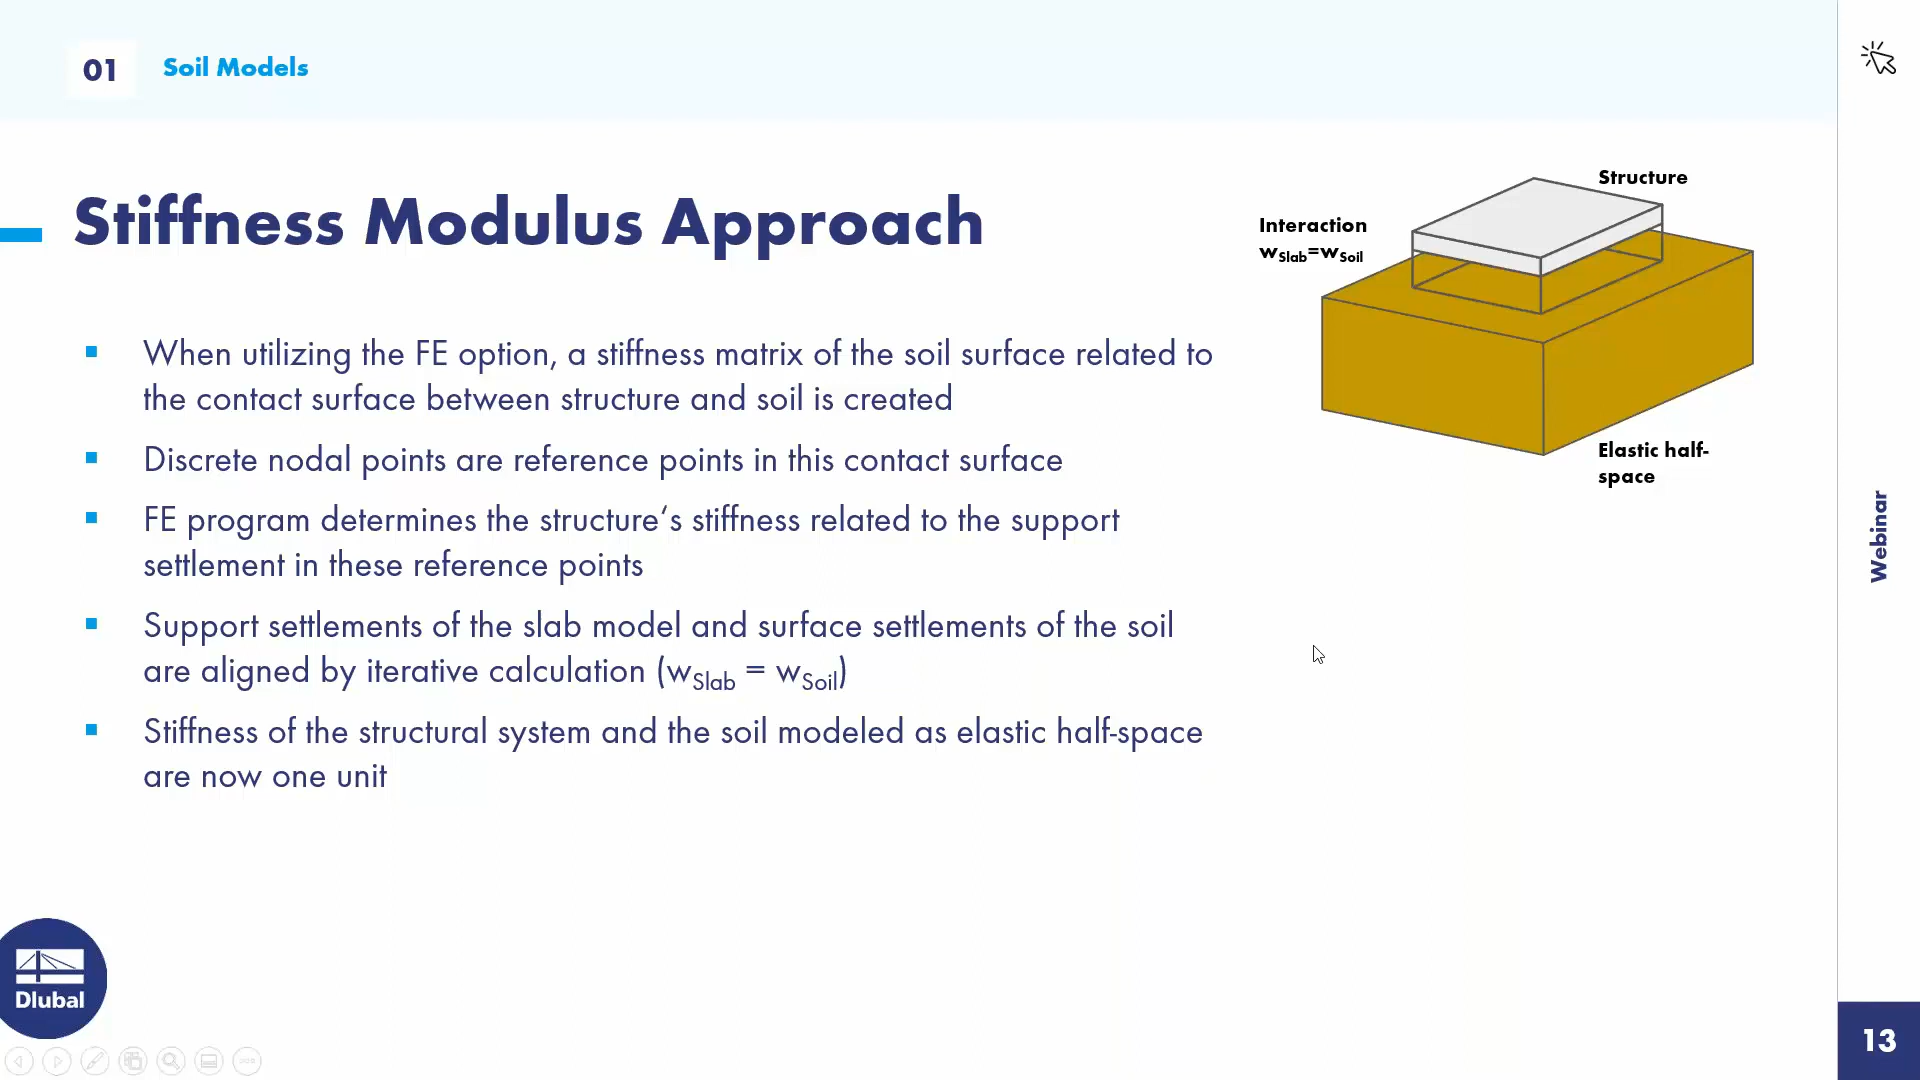 01
Soil Models
Stiffness Modulus Approach
When utilizing the FE option, a stiffness matrix of the soil surface related to
the contact surface between structure and soil is created
Discrete nodal points are reference points in this contact surface
FE program determines the structure‘s stiffness related to the support
settlement in these reference points
Support settlements of the slab model and surface settlements of the soil
are aligned by iterative calculation (wSlab = wSoil)
Stiffness of the structural system and the soil modeled as elastic half-space
are now one unit
Structure
Interaction
wSlab=wSoil
Elastic half-
space
Webinar
Dlubal
13